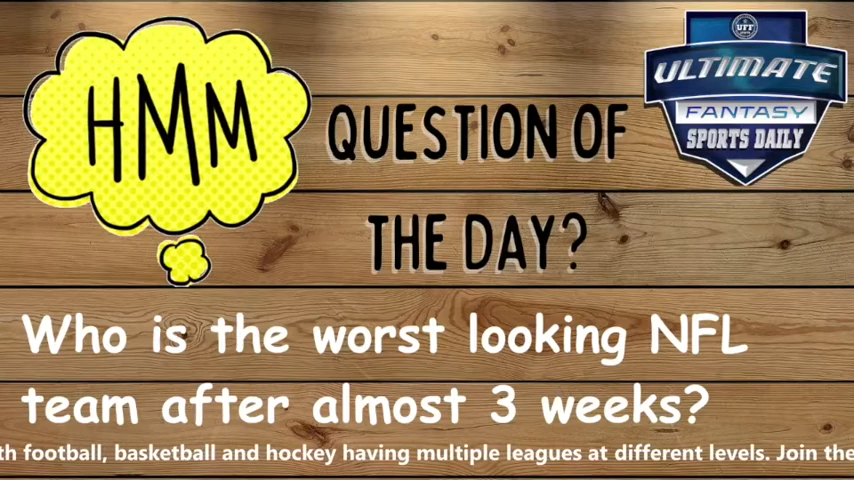 HMM
QUESTION OF
THE DAY?
UFF
ULTIMATE
FANTASY
SPORTS DAILY
Who is the worst looking NFL
team after almost 3 weeks?
th football, basketball and hockey having multiple leagues at different levels. Join the